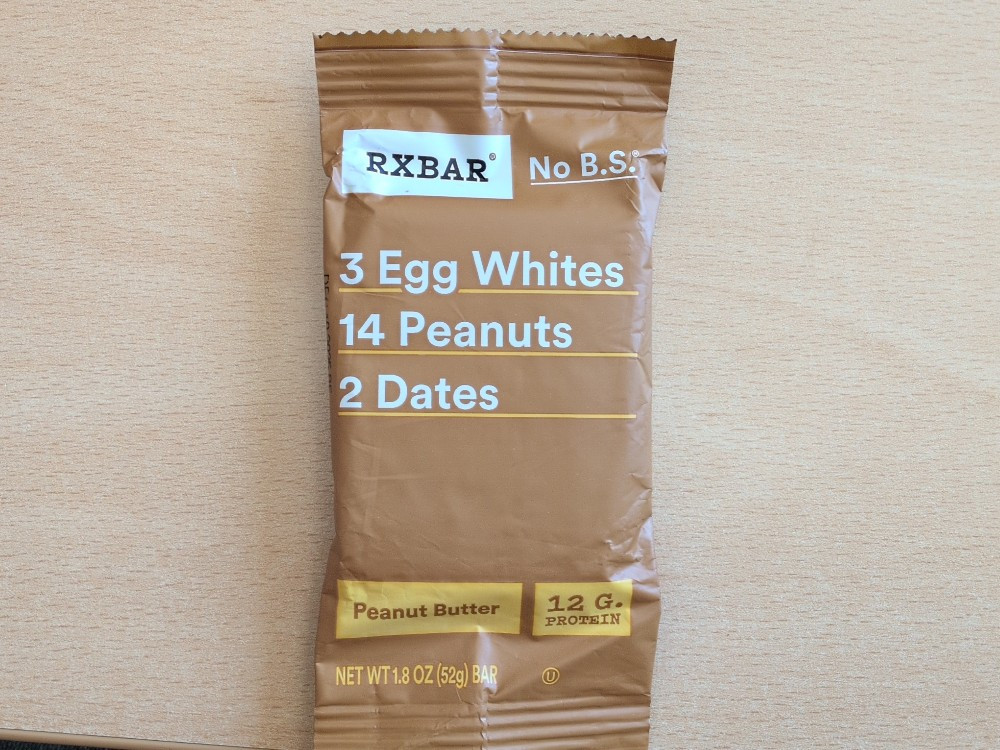 RXBAR® No B.S.®
3 Egg Whites
14 Peanuts
2 Dates
Peanut Butter
12 G.
PROTEIN
NET WT 1.8 OZ (52g) BAR U